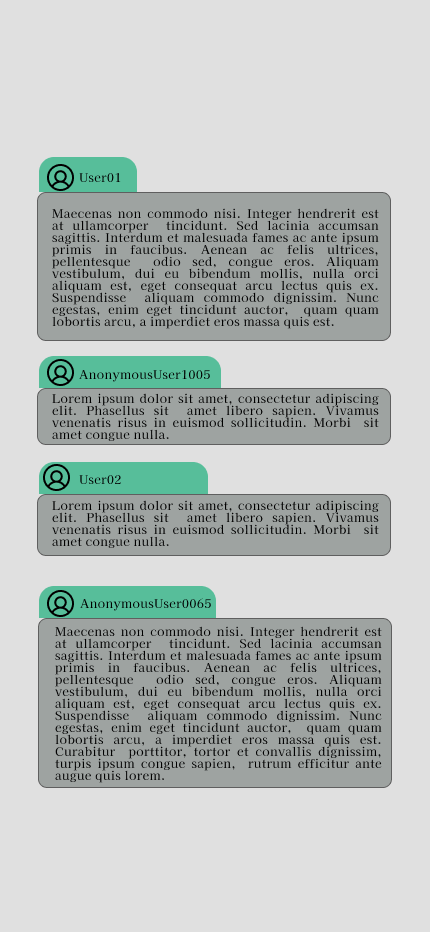 User01
Maecenas non commodo nisi. Integer hendrerit est
at ullamcorper tincidunt. Sed lacinia accumsan
sagittis. Interdum et malesuada fames ac ante ipsum
primis in faucibus. Aenean ac felis ultrices,
pellentesque odio sed, congue eros. Aliquam
vestibulum, dui eu bibendum mollis, nulla orci
aliquam est, eget consequat arcu lectus quis ex.
Suspendisse aliquam commodo dignissim. Nunc
egestas, enim eget tincidunt auctor, quam quam
lobortis arcu, a imperdiet eros massa quis est.
AnonymousUser1005
Lorem ipsum dolor sit amet, consectetur adipiscing
elit. Phasellus sit amet libero sapien. Vivamus
venenatis risus in euismod sollicitudin. Morbi sit
amet congue nulla.
User02
Lorem ipsum dolor sit amet, consectetur adipiscing
elit. Phasellus sit amet libero sapien. Vivamus
venenatis risus in euismod sollicitudin. Morbi sit
amet congue nulla.
AnonymousUser0065
Maecenas non commodo nisi. Integer hendrerit est
at ullamcorper tincidunt. Sed lacinia accumsan
sagittis. Interdum et malesuada fames ac ante ipsum
primis in faucibus. Aenean ac felis ultrices,
pellentesque odio sed, congue eros. Aliquam
vestibulum, dui eu bibendum mollis, nulla orci
aliquam est, eget consequat arcu lectus quis ex.
Suspendisse aliquam commodo dignissim. Nunc
egestas, enim eget tincidunt auctor, quam quam
lobortis arcu, a imperdiet eros massa quis est.
Curabitur porttitor, tortor et convallis dignissim,
turpis ipsum congue sapien, rutrum efficitur ante
augue quis lorem.